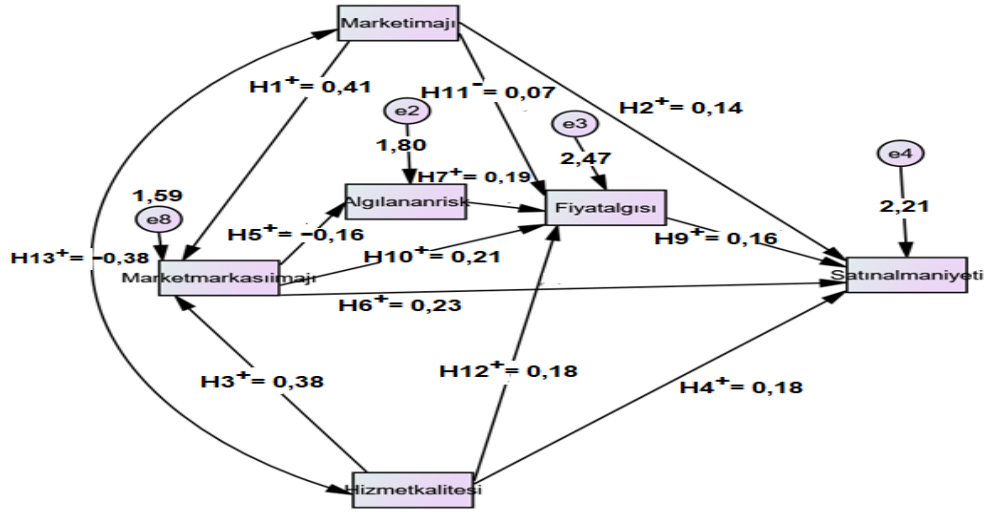 Marketimajı
H1+= 0,41
H11-= 0,07
H2+= 0,14
e2
e3
e4
1,80
2,47
H7+= 0,19
1,59
Algılananrisk
Fiyatalgısı
2,21
e8
H5+= -0,16
H9+= 0,16
H13+= -0,38
H10+= 0,21
Marketmarkasıimajı
Satınalmaniyeti
H6+= 0,23
H3+= 0,38
H12+= 0,18
H4+= 0,18
Hizmetkalitesi